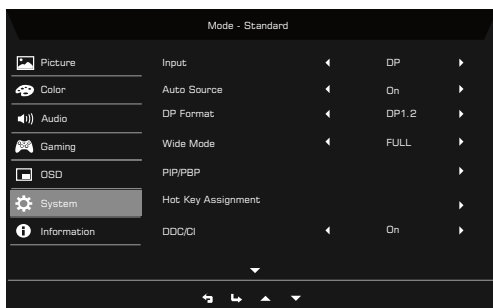 Mode - Standard
Picture
Color
Audio
Gaming
OSD
System
Information
Input DP
Auto Source On
DP Format DP1.2
Wide Mode FULL
PIP/PBP
Hot Key Assignment
DDC/CI On